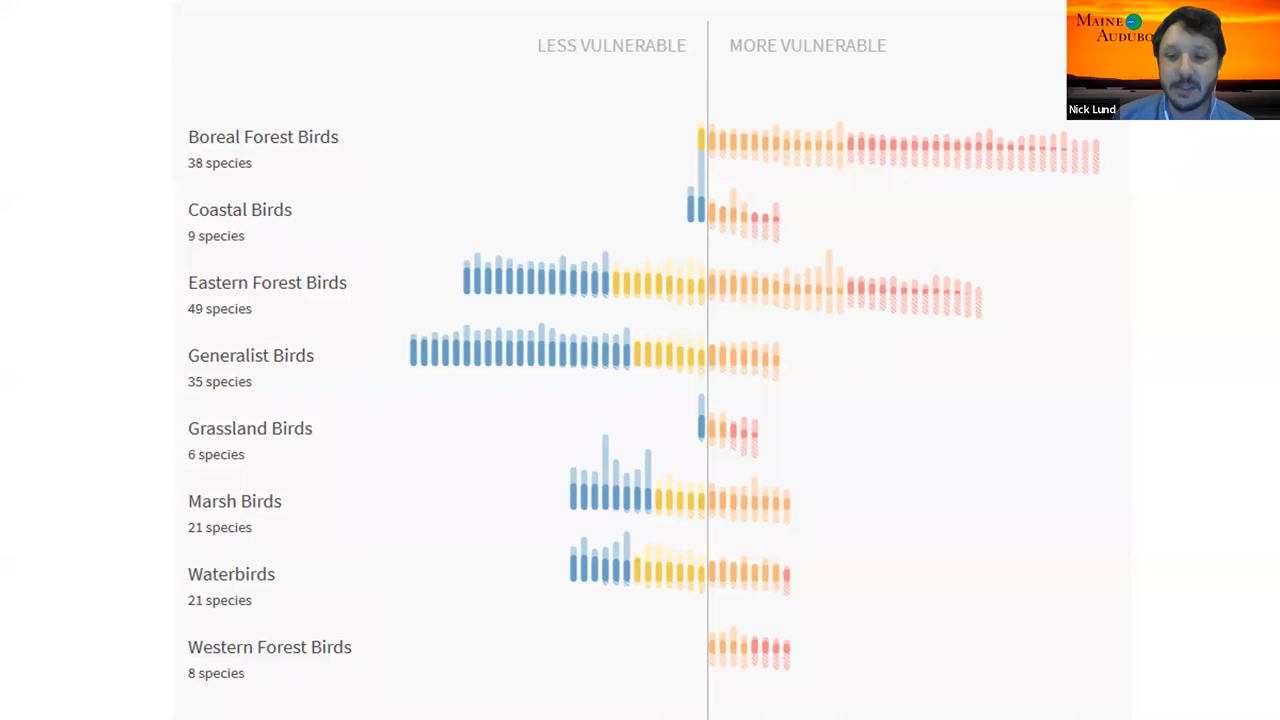 LESS VULNERABLE
MORE VULNERABLE
Boreal Forest Birds
38 species
Coastal Birds
9 species
Eastern Forest Birds
49 species
Generalist Birds
35 species
Grassland Birds
6 species
Marsh Birds
21 species
Waterbirds
21 species
Western Forest Birds
8 species
MAINE
AUDUBO
Nick Lund